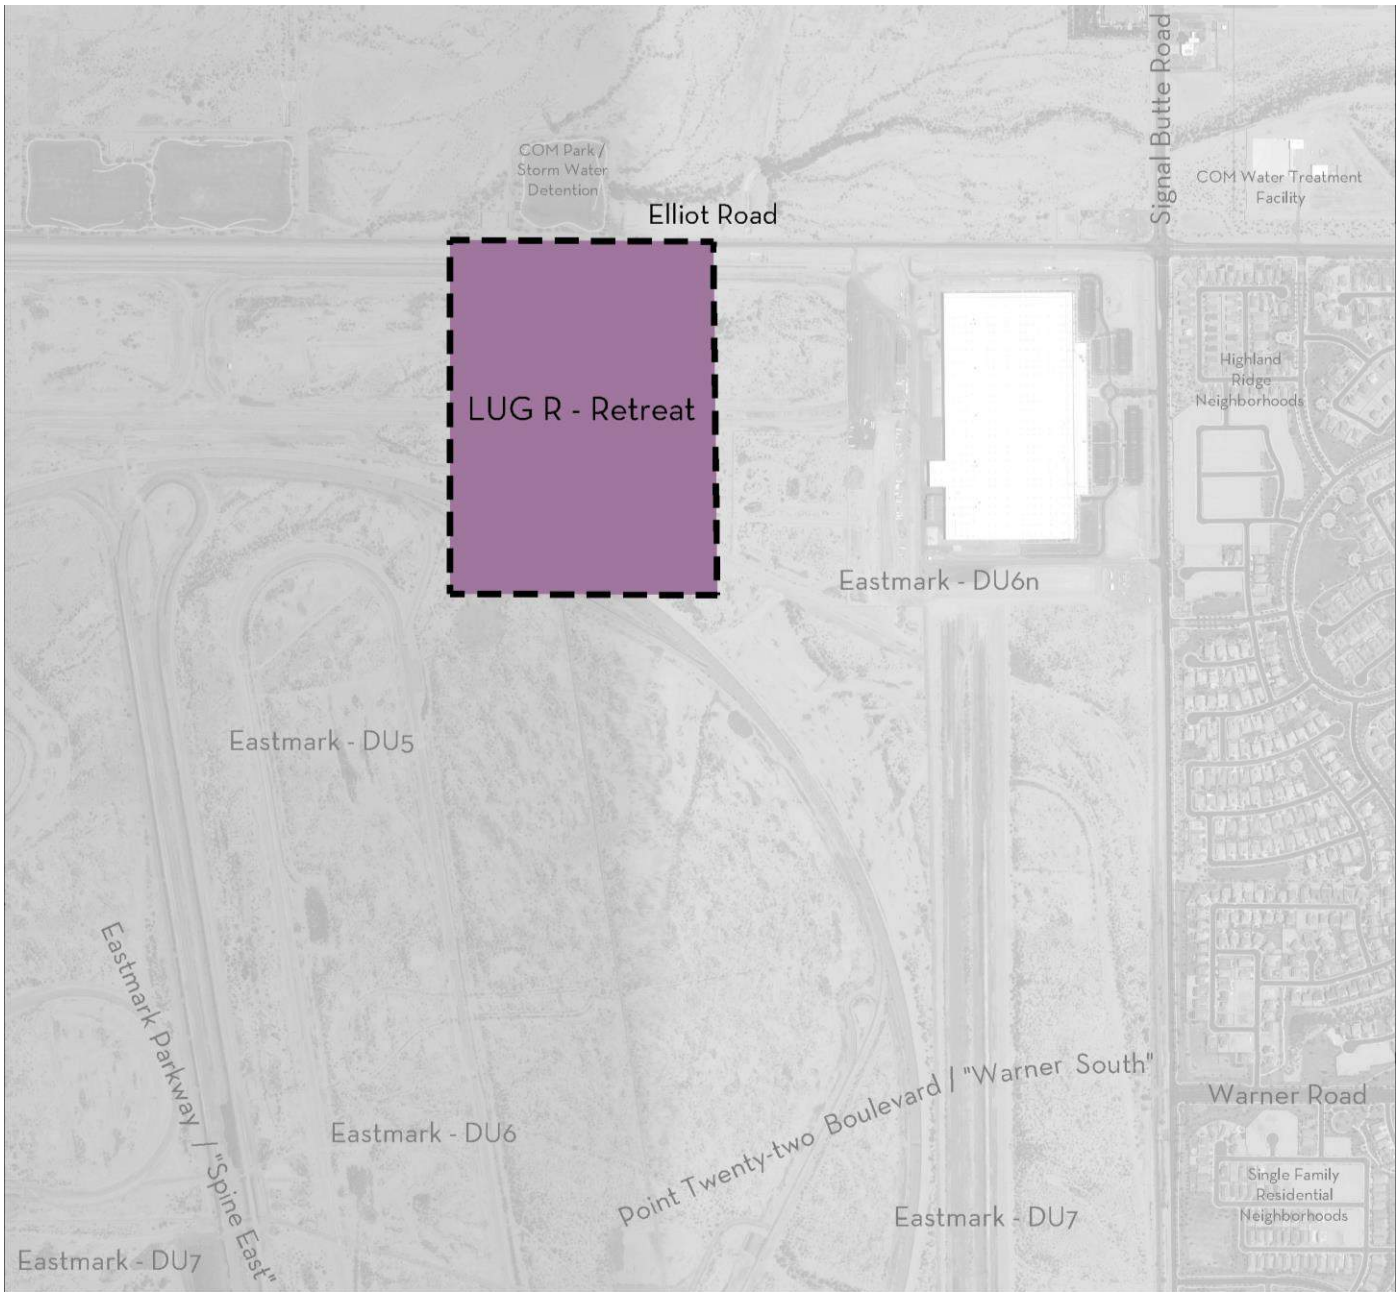 Signal Butte Road
COM Park /
Storm Water
Detention
COM Water Treatment
Facility
Elliot Road
Highland
Ridge
Neighborhoods
LUG R - Retreat
Eastmark - DU6n
Eastmark - DU5
Eastmark Parkway / "Spine East"
Point Twenty-two Boulevard / "Warner South"
Warner Road
Eastmark - DU6
Single Family
Residential
Neighborhoods
Eastmark - DU7
Eastmark - DU7